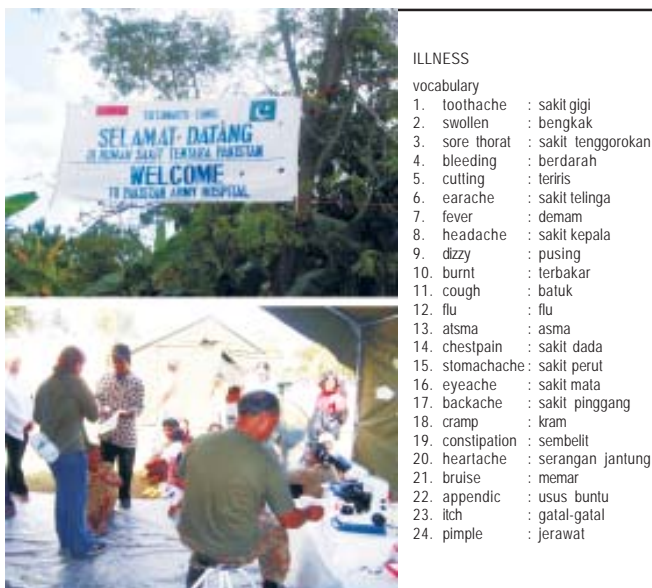 SELAMAT DATANG
DI RUMAH SAKIT TENTARA PAKISTAN
WELCOME
TO PAKISTAN ARMY HOSPITAL
ILLNESS
vocabulary
1. toothache : sakit gigi
2. swollen : bengkak
3. sore thorat : sakit tenggorokan
4. bleeding : berdarah
5. cutting : teriris
6. earache : sakit telinga
7. fever : demam
8. headache : sakit kepala
9. dizzy : pusing
10. burnt : terbakar
11. cough : batuk
12. flu : flu
13. atsma : asma
14. chestpain : sakit dada
15. stomachache : sakit perut
16. eyeache : sakit mata
17. backache : sakit pinggang
18. cramp : kram
19. constipation : sembelit
20. heartache : serangan jantung
21. bruise : memar
22. appendic : usus buntu
23. itch : gatal-gatal
24. pimple : jerawat